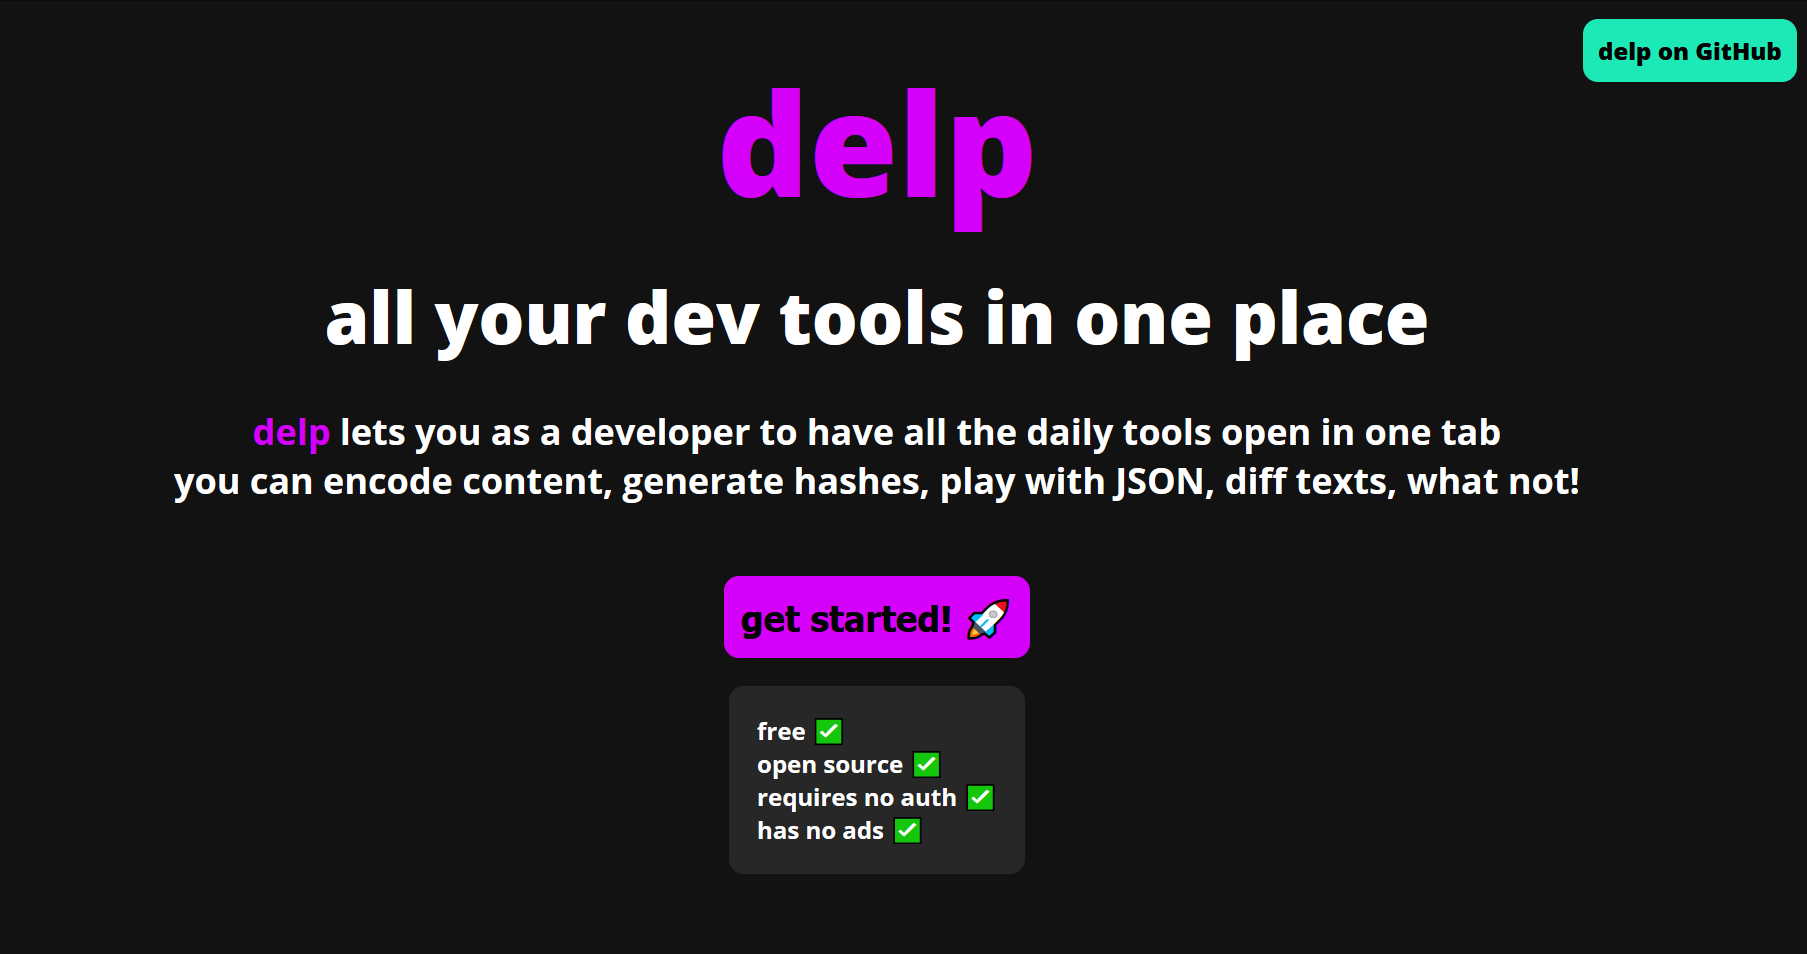 delp on GitHub
delp
all your dev tools in one place
delp lets you as a developer to have all the daily tools open in one tab
you can encode content, generate hashes, play with JSON, diff texts, what not!
get started! 🚀
free ✅
open source ✅
requires no auth ✅
has no ads ✅